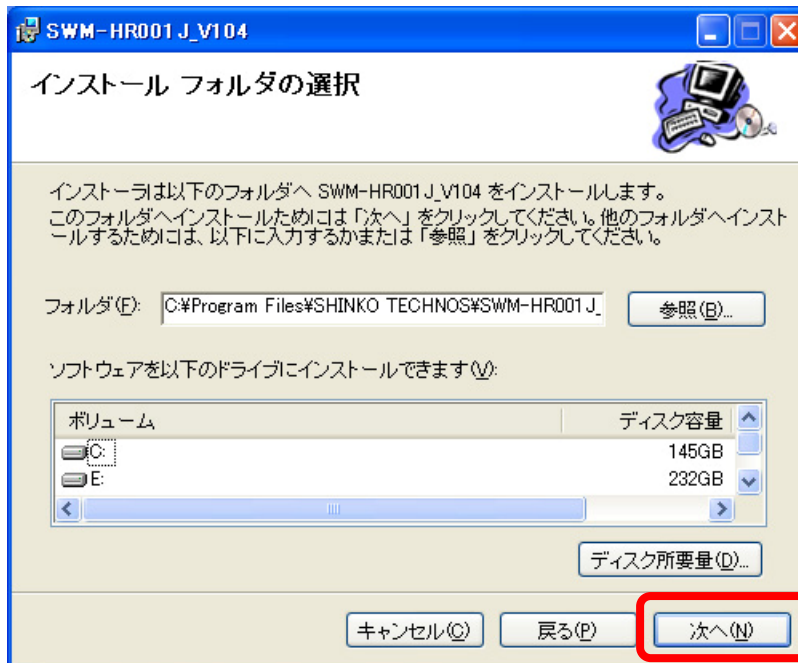 SWM-HR001J_V104
インストール フォルダの選択
インストーラは以下のフォルダへ SWM-HR001J_V104 をインストールします。
このフォルダへインストールためには「次へ」をクリックしてください。他のフォルダへインスト
ールするためには、以下に入力するかまたは「参照」をクリックしてください。
フォルダ(F): C:¥Program Files¥SHINKO TECHNOS¥SWM-HR001J_ 参照(B)...
ソフトウェアを以下のドライブにインストールできます(V):
ボリューム ディスク容量
C: 145GB
E: 232GB
ディスク所要量(D)...
キャンセル(C) 戻る(P) 次へ(N)